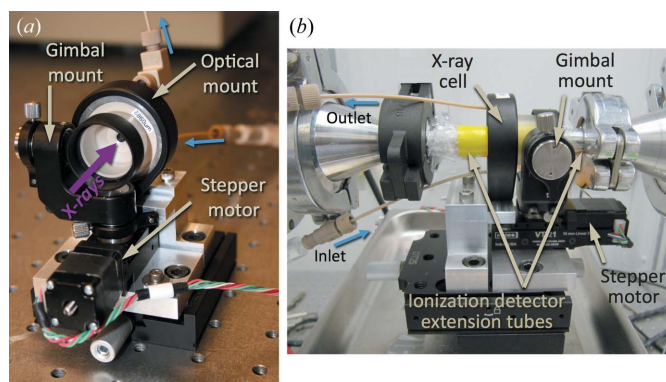 (a)
Gimbal
mount
Optical
mount
X-rays
Stepper
motor
(b)
X-ray
cell
Gimbal
mount
Outlet
Inlet
Stepper
motor
Ionization detector
extension tubes